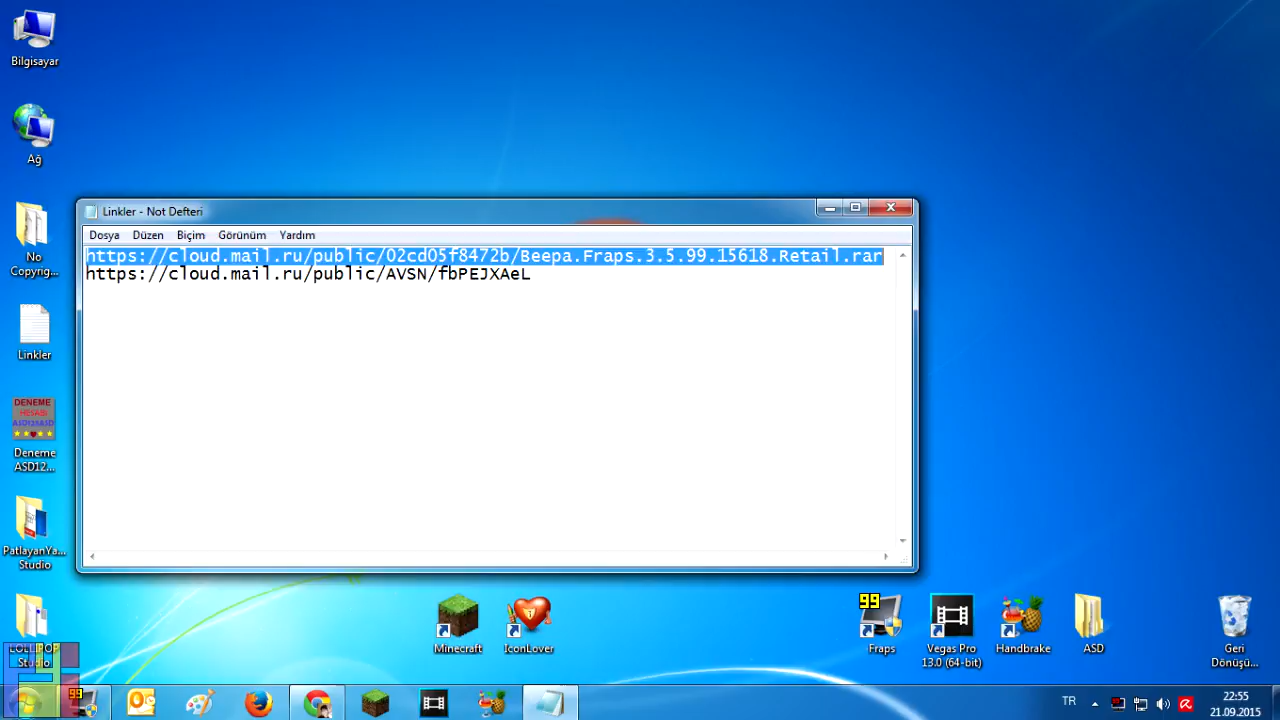 Bilgisayar
Ağ
No
Copyrig...
Linkler
DENEME
HESABI
ASD123ASD
Deneme
ASD12...
PatlayanYa...
Studio
LOLLIPOP
Studio
Linkler - Not Defteri
Dosya Düzen Biçim Görünüm Yardım
https://cloud.mail.ru/public/02cd05f8472b/Beepa.Fraps.3.5.99.15618.Retail.rar
https://cloud.mail.ru/public/AVSN/fbPEJXAeL
Minecraft
IconLover
99
Fraps
Vegas Pro
13.0 (64-bit)
Handbrake
ASD
Geri
Dönüşü...
99
TR
22:55
21.09.2015